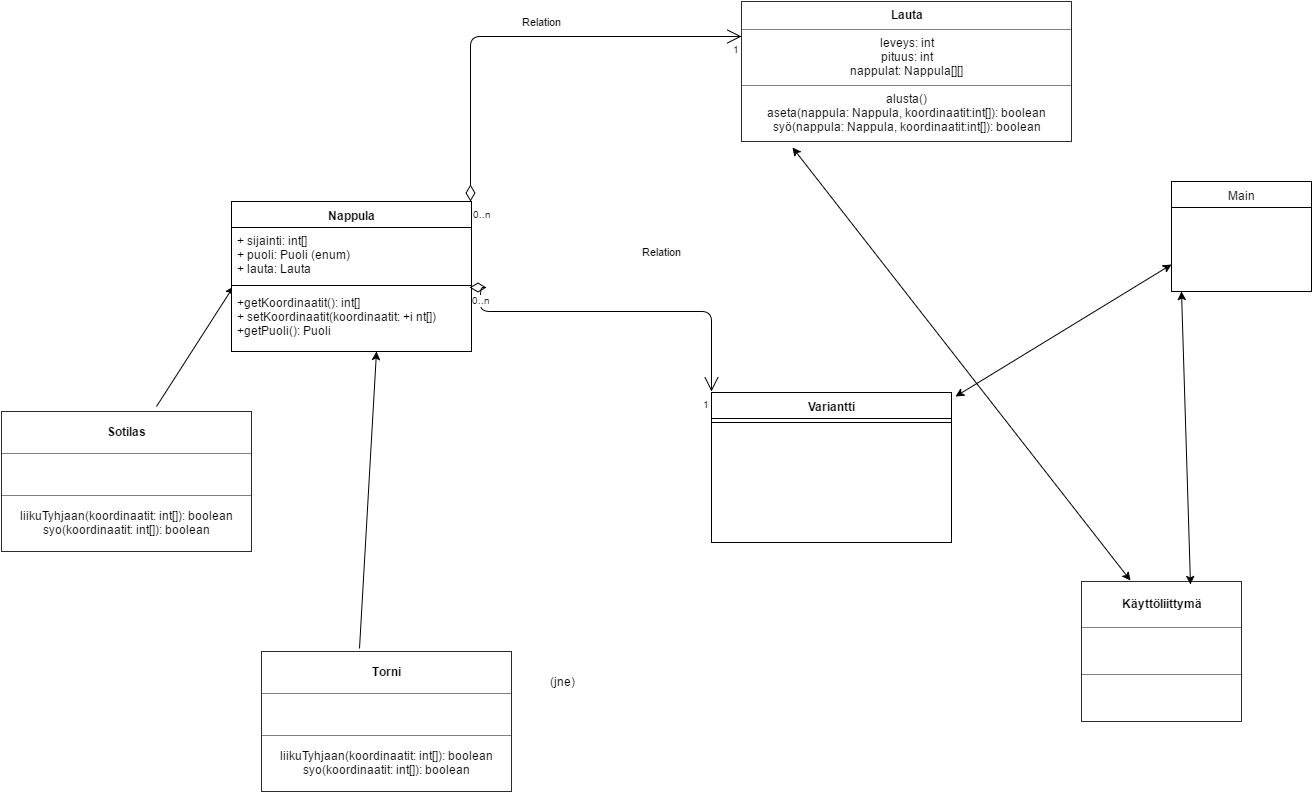 Relation
Lauta
leveys: int
pituus: int
nappulat: Nappula[][]
alusta()
aseta(nappula: Nappula, koordinaatit:int[]): boolean
syö(nappula: Nappula, koordinaatit:int[]): boolean
1
Main
Nappula
0..n
+ sijainti: int[]
+ puoli: Puoli (enum)
+ lauta: Lauta
+getKoordinaatit(): int[]
+ setKoordinaatit(koordinaatit: +i nt[])
+getPuoli(): Puoli
0..n
Relation
1
Variantti
Sotilas
liikuTyhjaan(koordinaatit: int[]): boolean
syo(koordinaatit: int[]): boolean
Torni
liikuTyhjaan(koordinaatit: int[]): boolean
syo(koordinaatit: int[]): boolean
(jne)
Käyttöliittymä